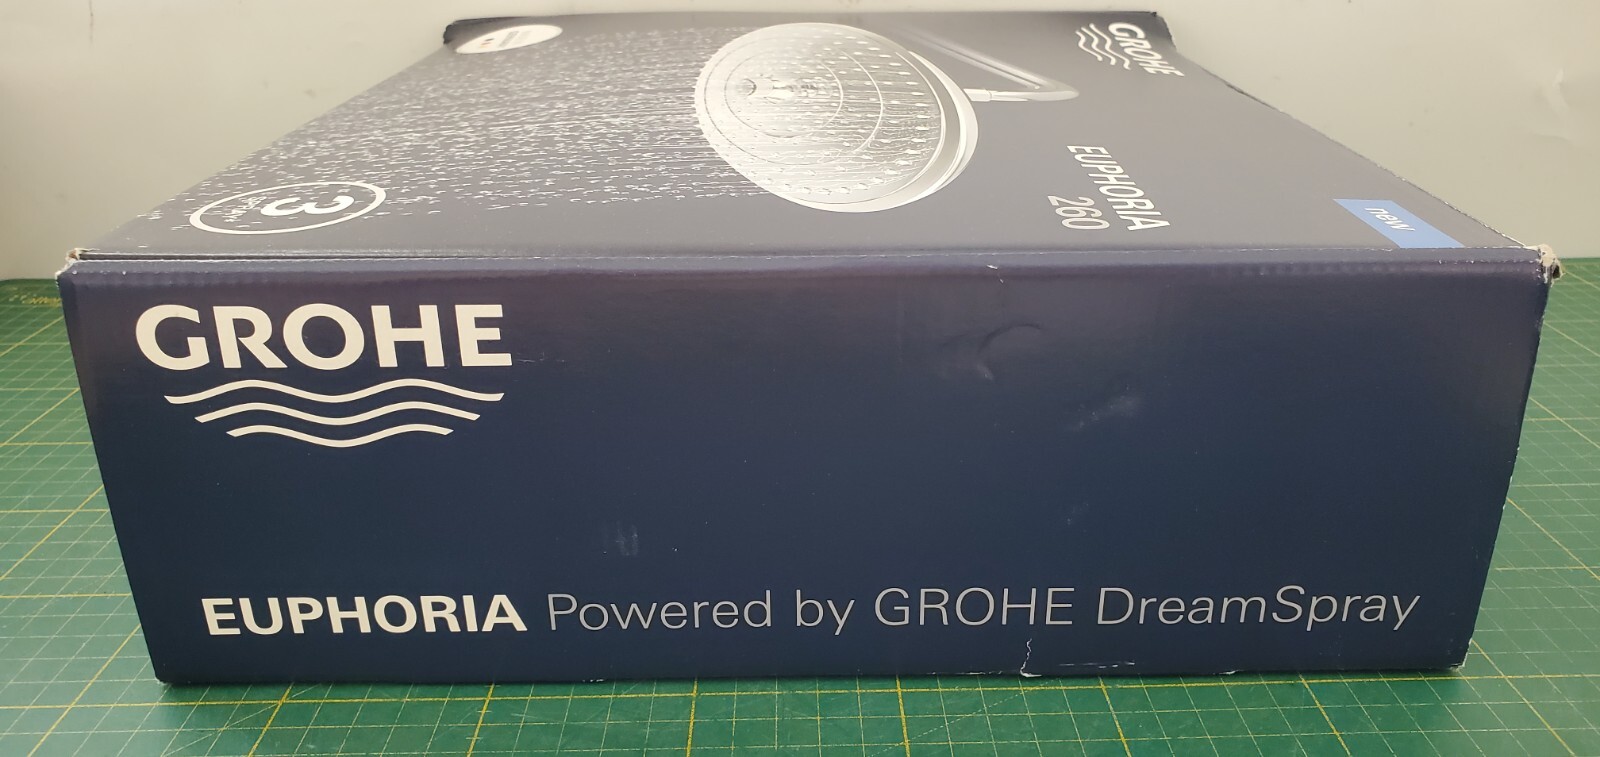 GROHE
EUPHORIA
260
new
3
GROHE
EUPHORIA Powered by GROHE DreamSpray